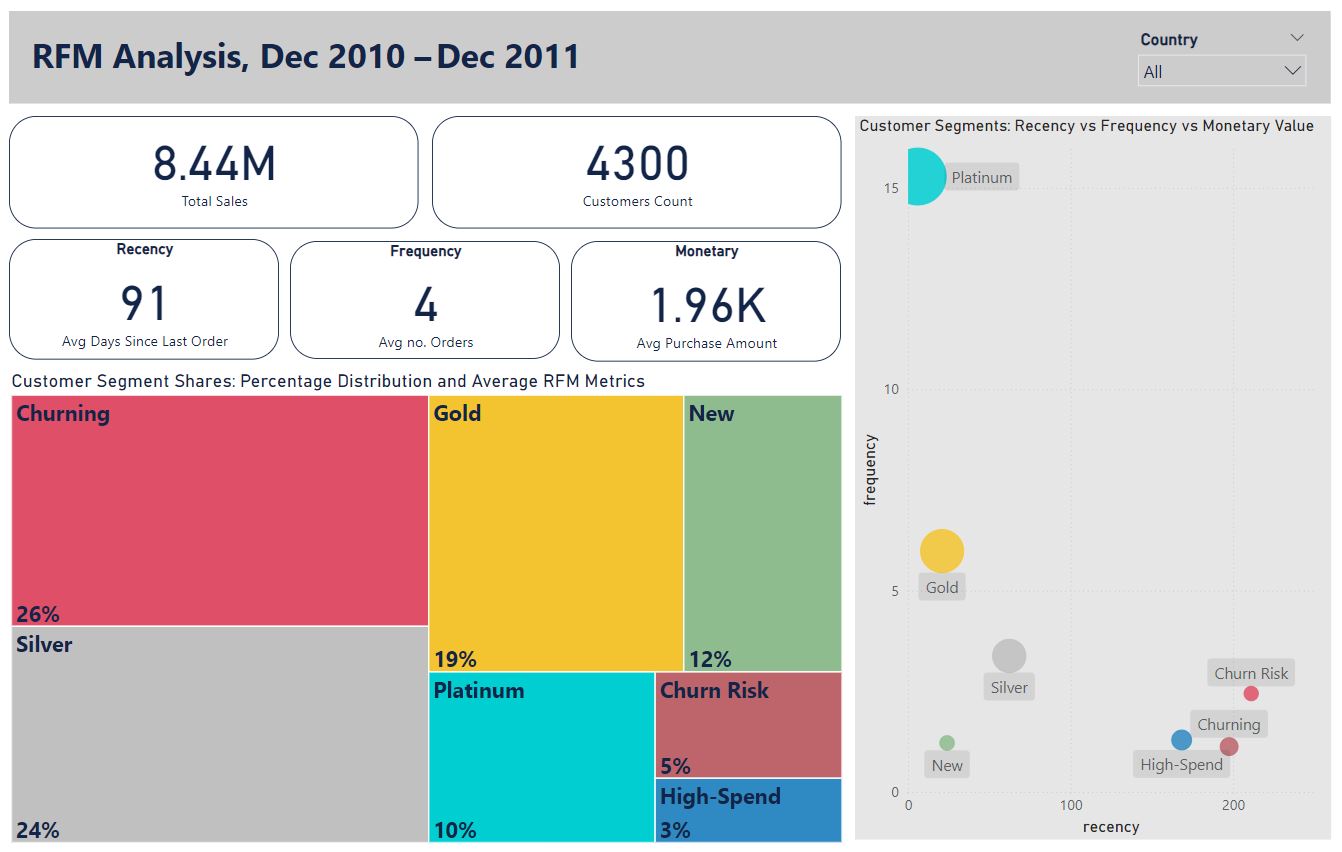 RFM Analysis, Dec 2010 – Dec 2011
Country
All
8.44M
Total Sales
4300
Customers Count
Recency
91
Avg Days Since Last Order
Frequency
4
Avg no. Orders
Monetary
1.96K
Avg Purchase Amount
Customer Segment Shares: Percentage Distribution and Average RFM Metrics
Churning
26%
Silver
24%
Gold
19%
New
12%
Platinum
10%
Churn Risk
5%
High-Spend
3%
Customer Segments: Recency vs Frequency vs Monetary Value
15
10
5
0
frequency
Platinum
Gold
Silver
New
Churn Risk
Churning
High-Spend
0
100
200
recency